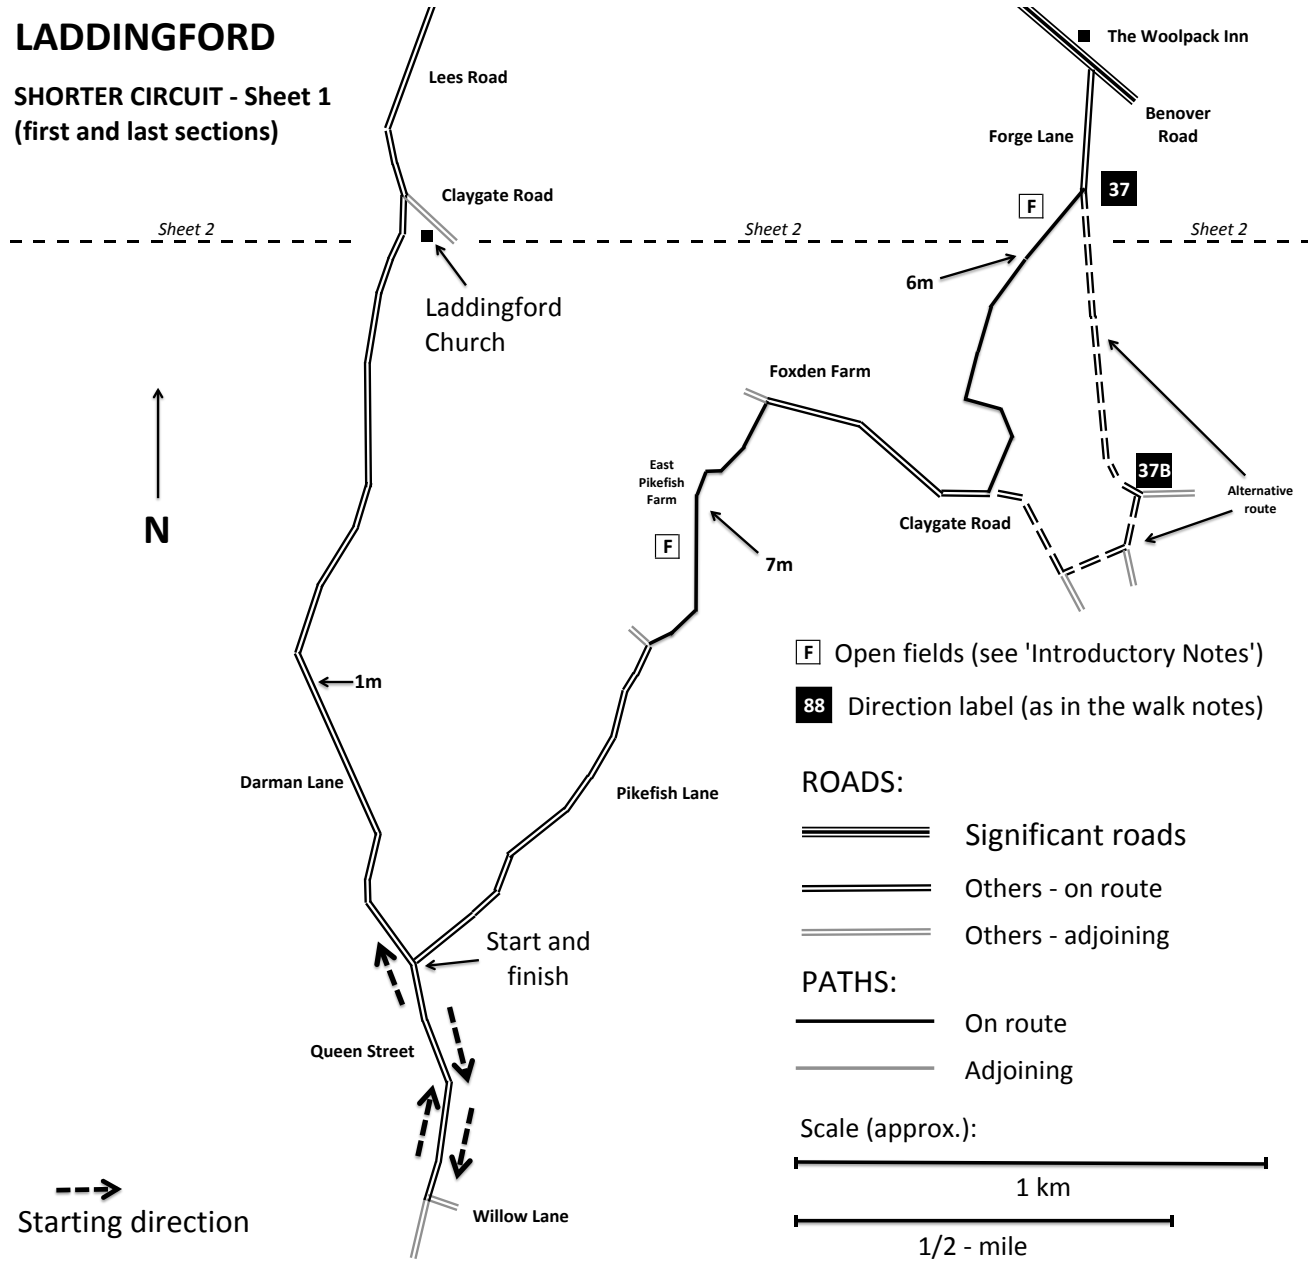 LADDINGFORD
SHORTER CIRCUIT - Sheet 1
(first and last sections)
Lees Road
The Woolpack Inn
Benover
Road
Forge Lane
Claygate Road
37
F
Sheet 2
Sheet 2
Sheet 2
6m
Laddingford
Church
Foxden Farm
N
East
Pikefish
Farm
37B
Alternative
route
Claygate Road
F
7m
1m
Darman Lane
Pikefish Lane
Start and
finish
Queen Street
Willow Lane
Starting direction
F Open fields (see 'Introductory Notes')
88 Direction label (as in the walk notes)
ROADS:
Significant roads
Others - on route
Others - adjoining
PATHS:
On route
Adjoining
Scale (approx.):
1 km
1/2 - mile